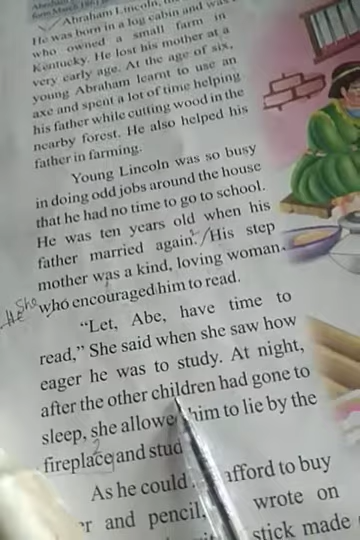 Abraham Lincoln, the
He was born in a log cabin and was
who owned a small farm in
Kentucky. He lost his mother at a
very early age. At the age of six,
young Abraham learnt to use an
axe and spent a lot of time helping
his father while cutting wood in the
nearby forest. He also helped his
father in farming.
Young Lincoln was so busy
in doing odd jobs around the house
that he had no time to go to school.
He was ten years old when his
father married again. His step
mother was a kind, loving woman.
She who encouraged him to read.
"Let, Abe, have time to
read," She said when she saw how
eager he was to study. At night,
after the other children had gone to
sleep, she allowed him to lie by the
fireplace and stud
As he could afford to buy
and pencil, wrote on
stick made